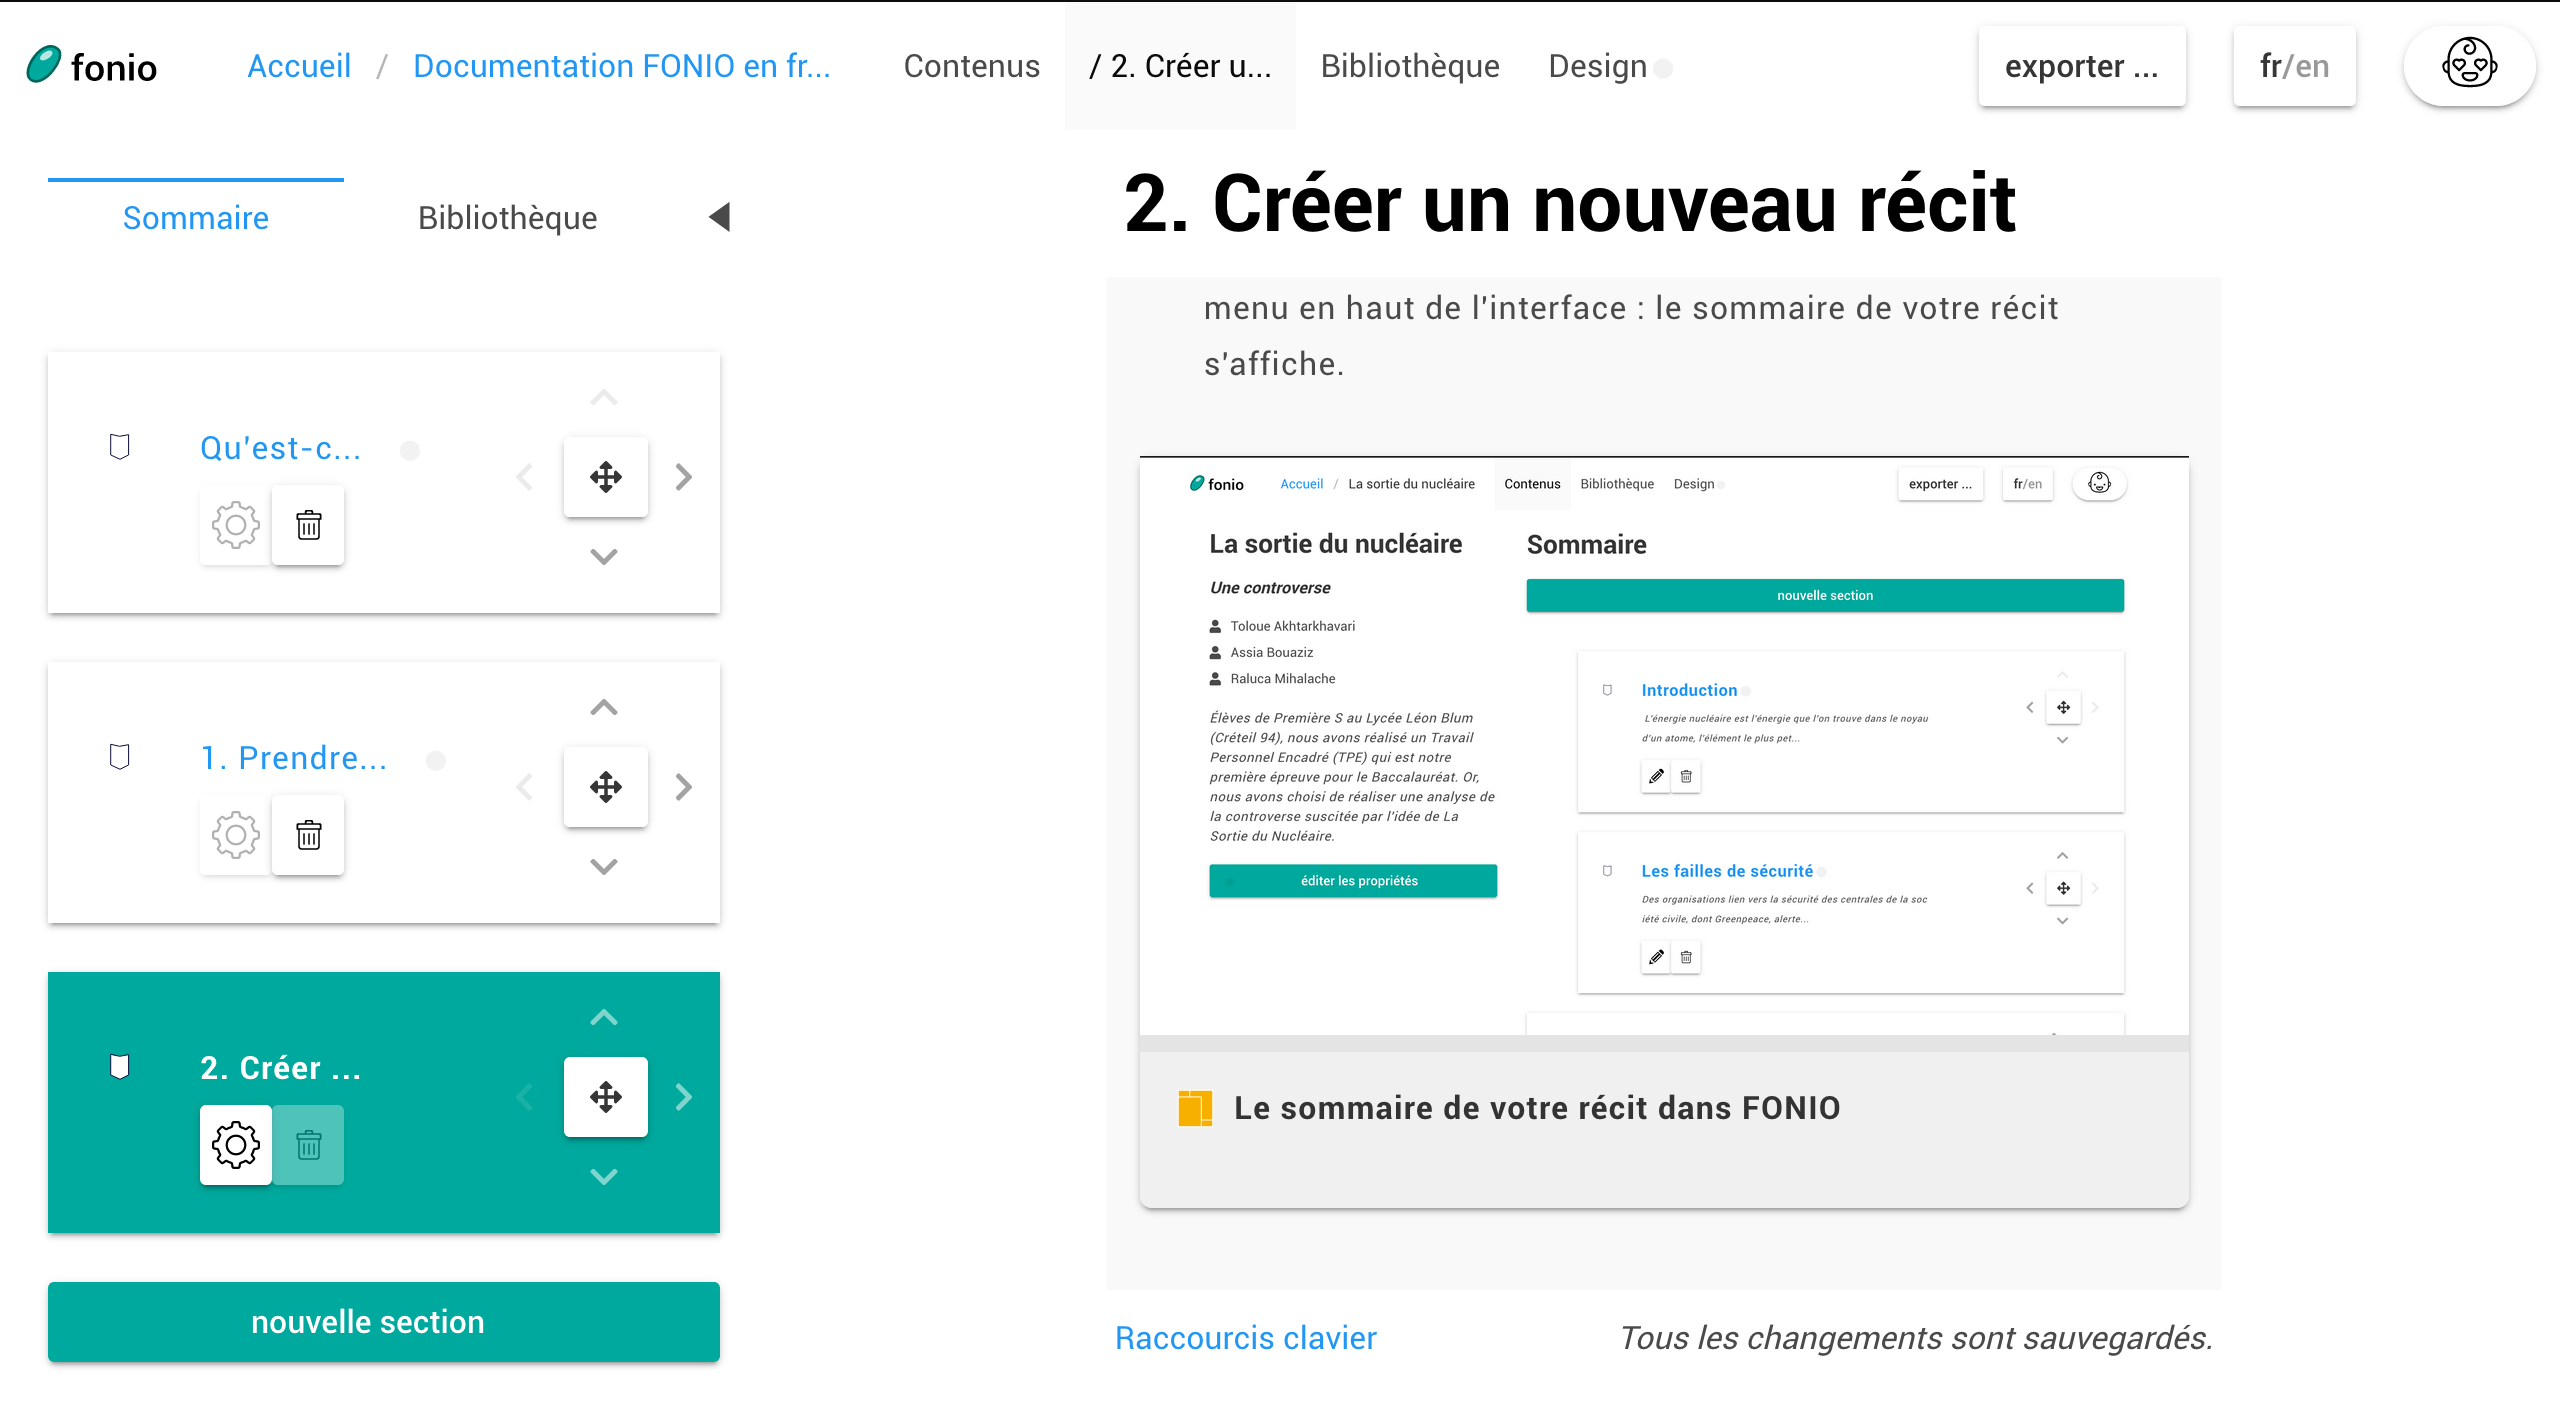 fonio
Accueil / Documentation FONIO en fr...
Contenus
/ 2. Créer u...
Bibliothèque
Design
exporter ...
fr/en
Sommaire
Bibliothèque
Qu'est-c...
1. Prendre...
2. Créer ...
nouvelle section
2. Créer un nouveau récit
menu en haut de l'interface : le sommaire de votre récit
s'affiche.
fonio
Accueil / La sortie du nucléaire
Contenus
Bibliothèque
Design
exporter ...
fr/en
La sortie du nucléaire
Une controverse
Toloue Akhtarkhavari
Assia Bouaziz
Raluca Mihalache
Élèves de Première S au Lycée Léon Blum
(Créteil 94), nous avons réalisé un Travail
Personnel Encadré (TPE) qui est notre
première épreuve pour le Baccalauréat. Or,
nous avons choisi de réaliser une analyse de
la controverse suscitée par l'idée de La
Sortie du Nucléaire.
éditer les propriétés
Sommaire
nouvelle section
Introduction
L'énergie nucléaire est l'énergie que l'on trouve dans le noyau
d'un atome, l'élément le plus pet...
Les failles de sécurité
Des organisations lien vers la sécurité des centrales de la soc
iété civile, dont Greenpeace, alerte...
Le sommaire de votre récit dans FONIO
Raccourcis clavier
Tous les changements sont sauvegardés.